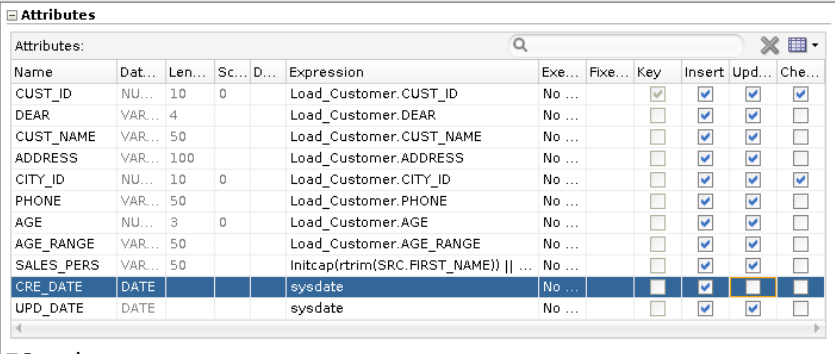 Attributes
Attributes:
Name Dat... Len... Sc... D... Expression Exe... Fixe... Key Insert Upd... Che...
CUST_ID NU... 10 0 Load_Customer.CUST_ID No ...
DEAR VAR... 4 Load_Customer.DEAR No ...
CUST_NAME VAR... 50 Load_Customer.CUST_NAME No ...
ADDRESS VAR... 100 Load_Customer.ADDRESS No ...
CITY_ID NU... 10 0 Load_Customer.CITY_ID No ...
PHONE VAR... 50 Load_Customer.PHONE No ...
AGE NU... 3 0 Load_Customer.AGE No ...
AGE_RANGE VAR... 50 Load_Customer.AGE_RANGE No ...
SALES_PERS VAR... 50 Initcap(rtrim(SRC.FIRST_NAME)) || ... No ...
CRE_DATE DATE sysdate No ...
UPD_DATE DATE sysdate No ...